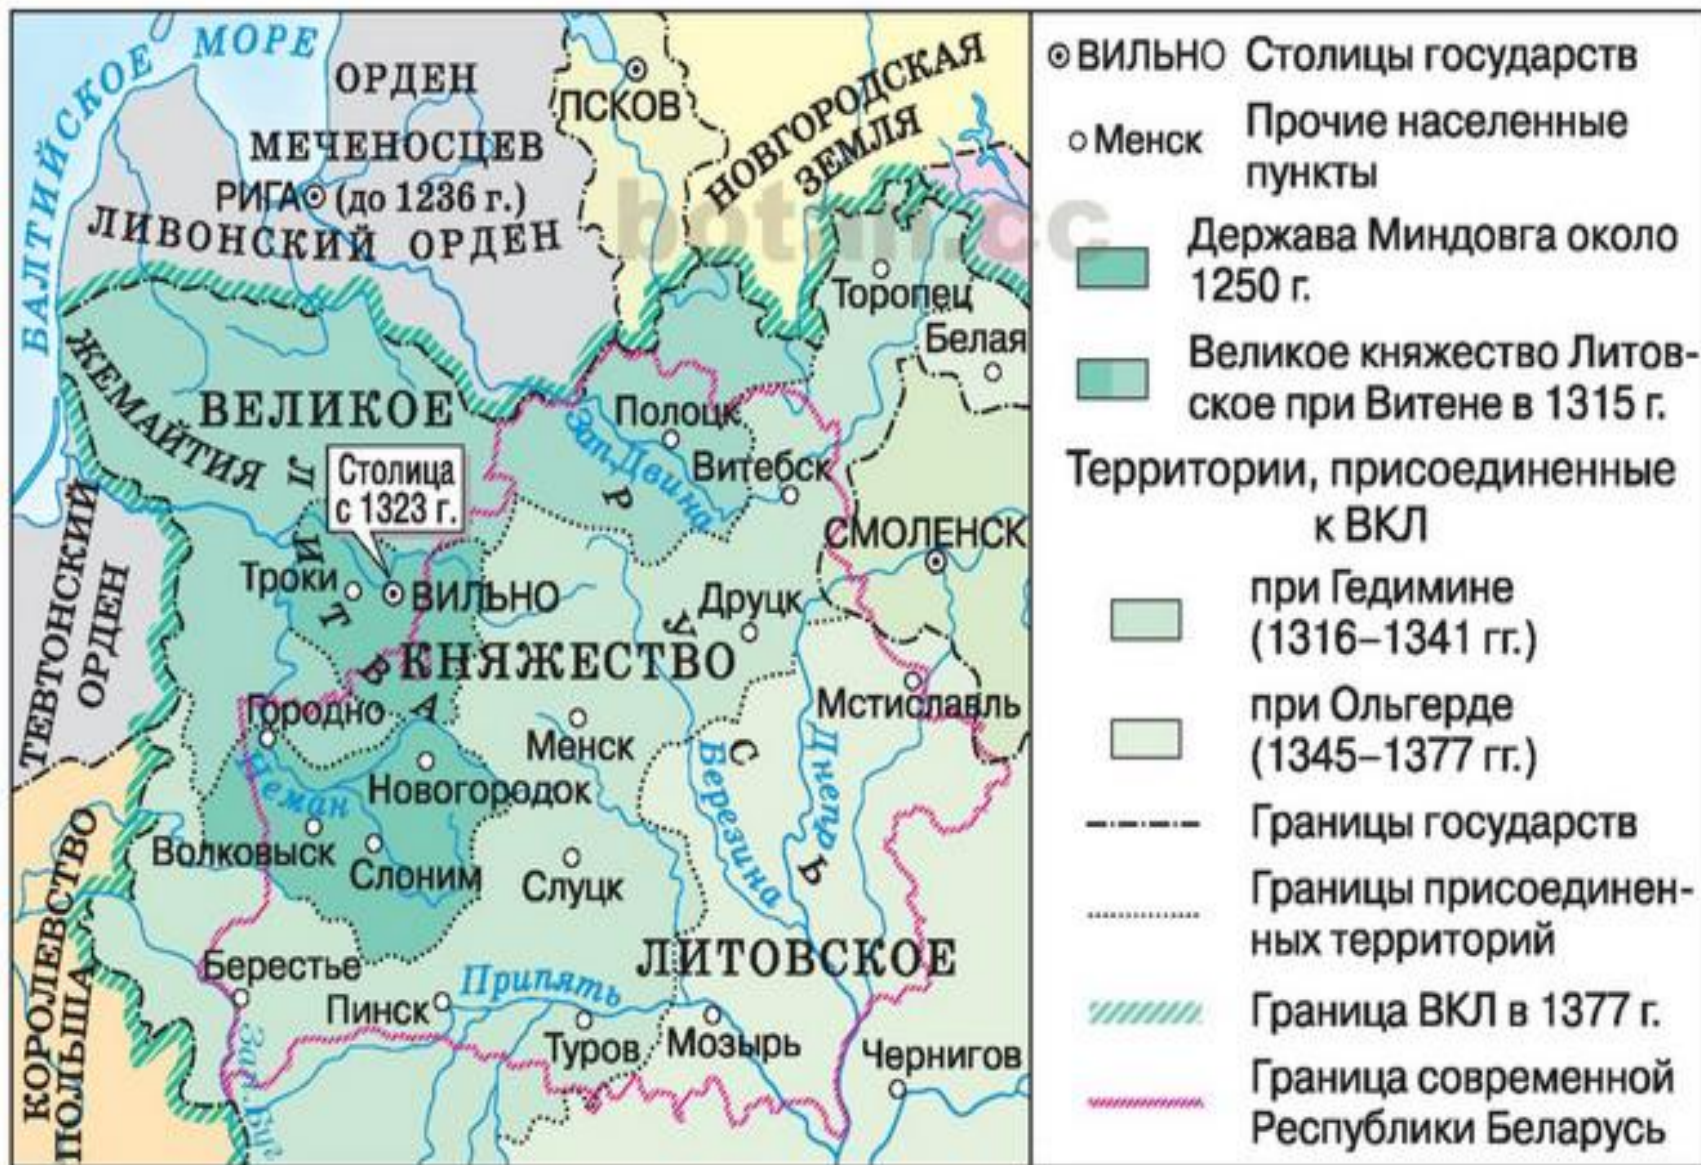 БАЛТИЙСКОЕ МОРЕ
ОРДЕН
МЕЧЕНОСЦЕВ
РИГА (до 1236 г.)
ЛИВОНСКИЙ ОРДЕН
ПСКОВ
НОВГОРОДСКАЯ
ЗЕМЛЯ
botan.cc
Торопец
Белая
ЖЕМАЙТИЯ
ВЕЛИКОЕ
Полоцк
Зап. Двина
Витебск
Столица
с 1323 г.
ЛИТВА
РУСЬ
СМОЛЕНСК
ТЕВТОНСКИЙ
ОРДЕН
Троки
ВИЛЬНО
Друцк
КНЯЖЕСТВО
Мстиславль
Городно
Менск
Березина
Днепр
Неман
Новогородок
Волковыск
Слоним
Слуцк
КОРОЛЕВСТВО
ПОЛЬША
ЛИТОВСКОЕ
Берестье
Пинск
Припять
Туров
Мозырь
Чернигов
Зап. Буг
ВИЛЬНО Столицы государств
Менск Прочие населенные
пункты
Держава Миндовга около
1250 г.
Великое княжество Литов-
ское при Витене в 1315 г.
Территории, присоединенные
к ВКЛ
при Гедимине
(1316–1341 гг.)
при Ольгерде
(1345–1377 гг.)
Границы государств
Границы присоединен-
ных территорий
Граница ВКЛ в 1377 г.
Граница современной
Республики Беларусь